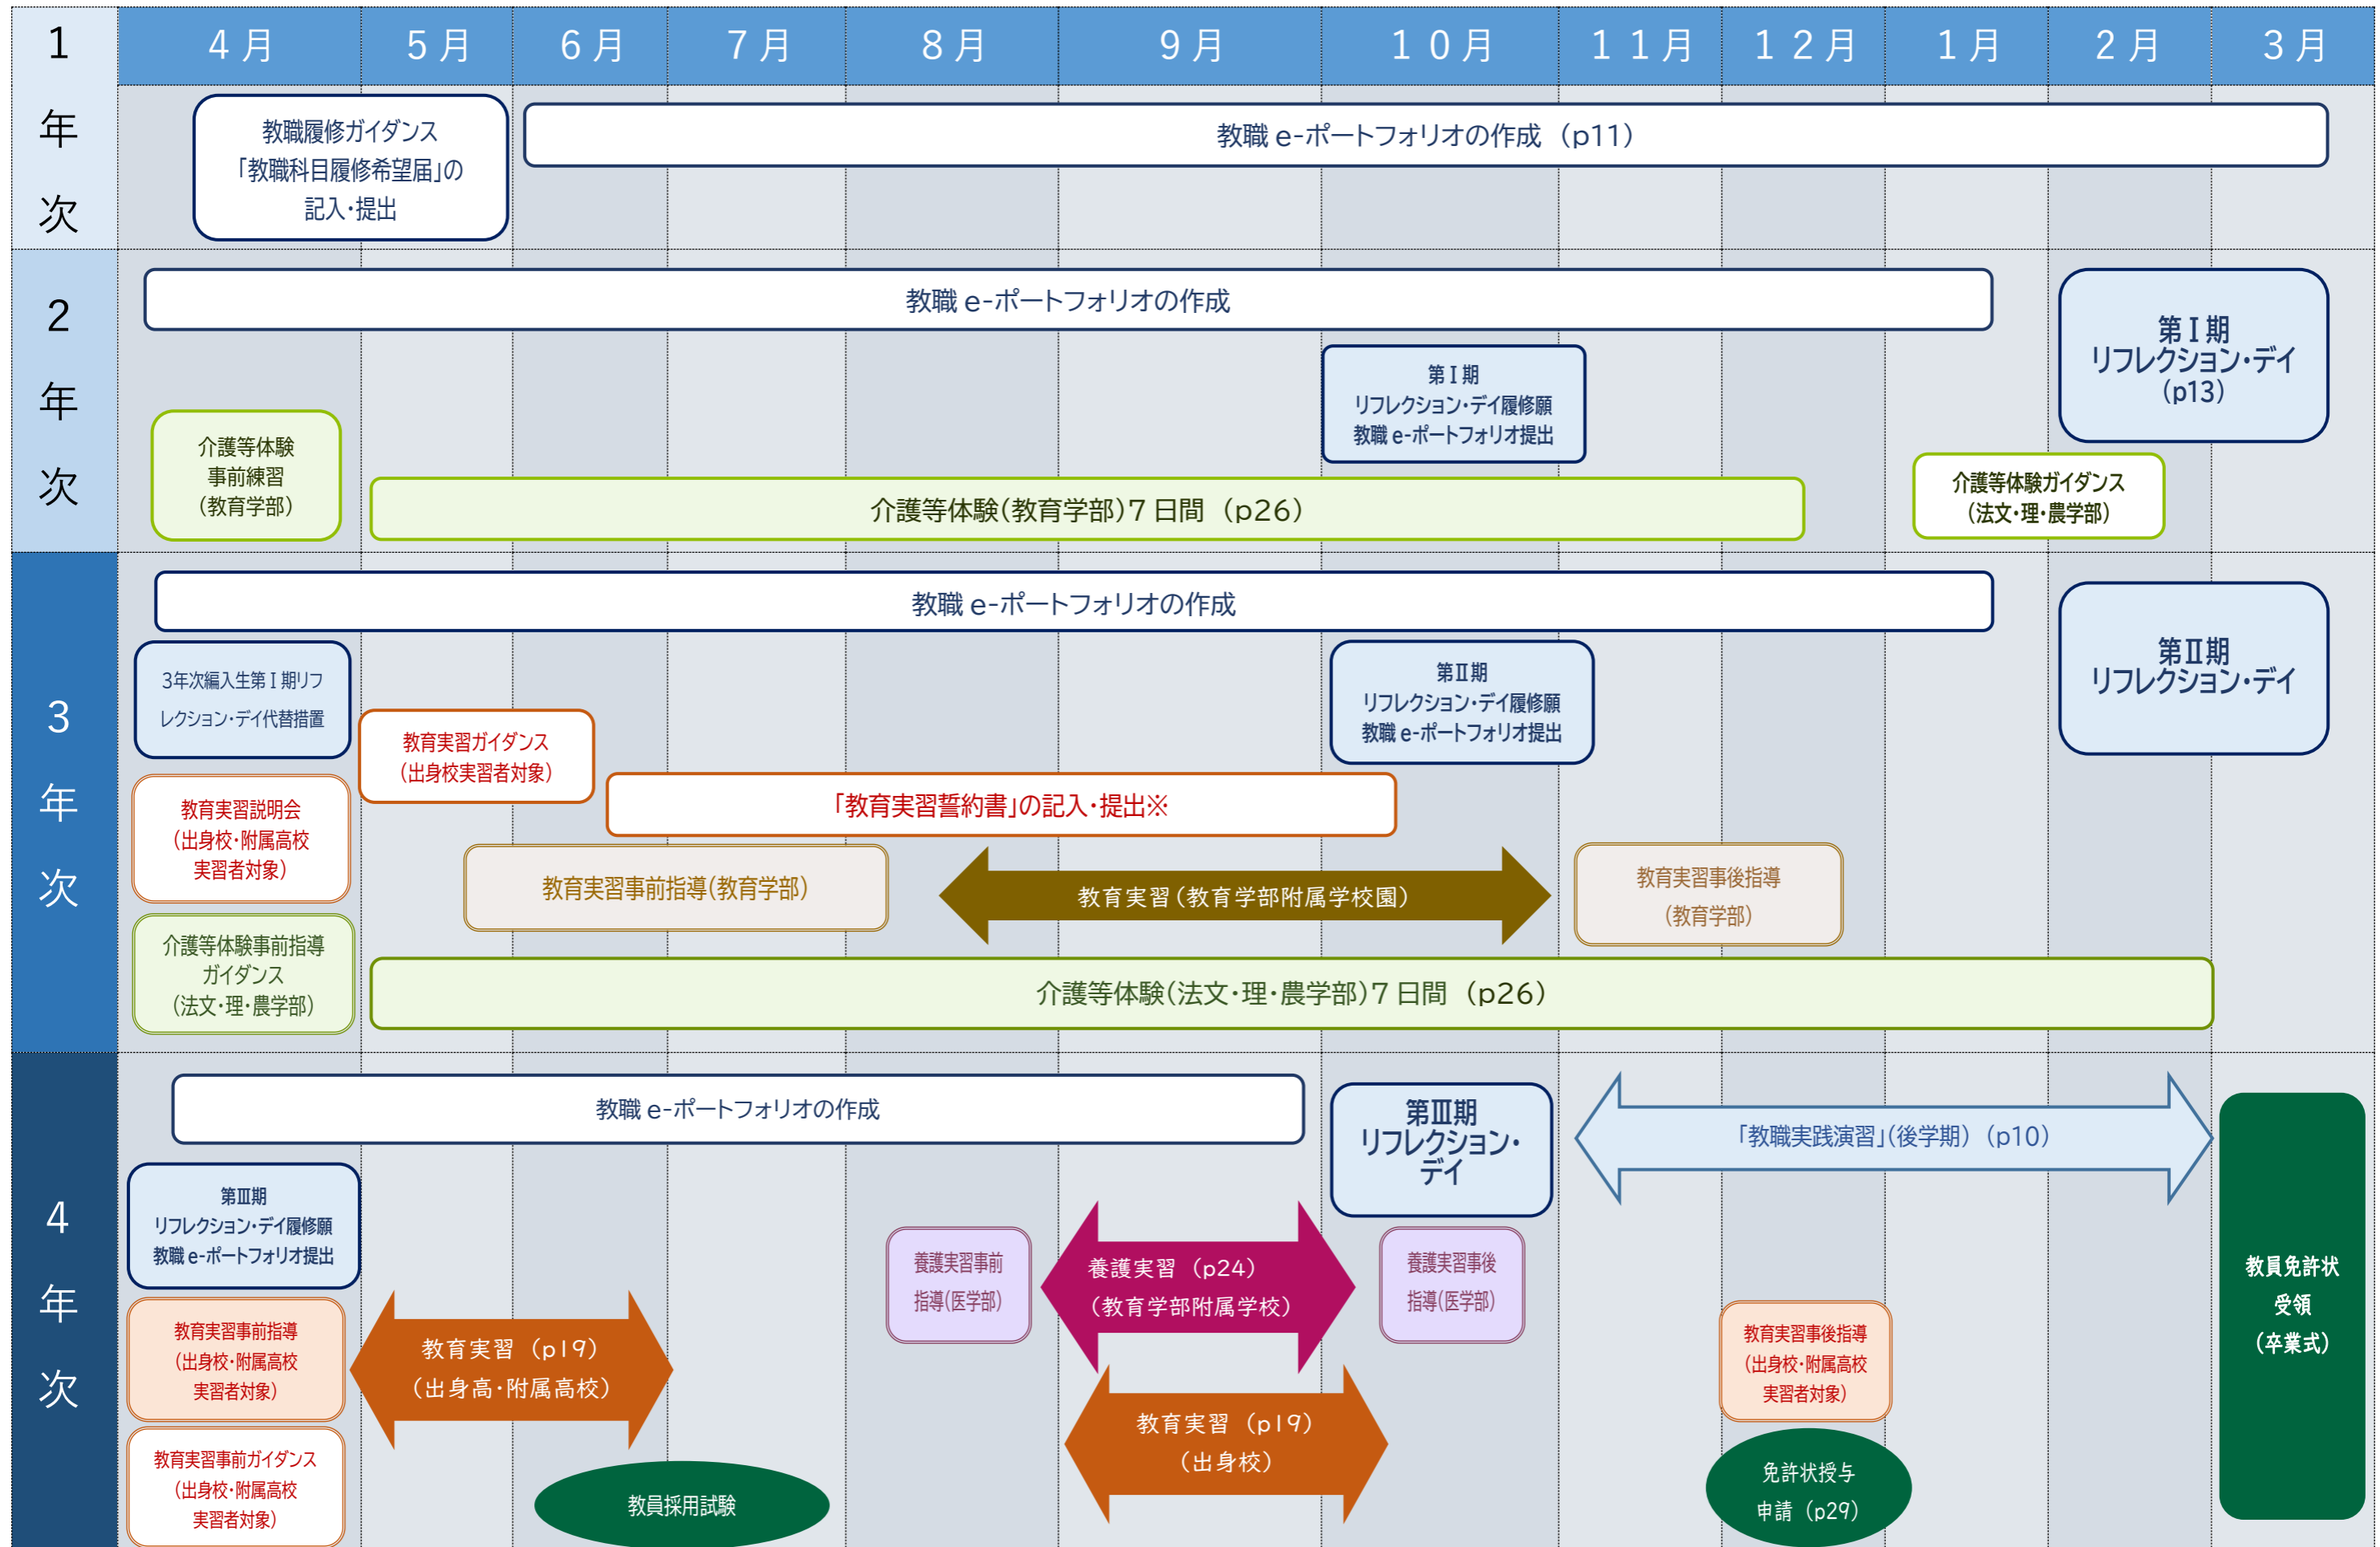 1年次
4月 5月 6月 7月 8月 9月 10月 11月 12月 1月 2月 3月
教職履修ガイダンス
「教職科目履修希望届」の
記入・提出
教職 e-ポートフォリオの作成（p11）
2年次
教職 e-ポートフォリオの作成
第Ⅰ期
リフレクション・デイ
（p13）
第Ⅰ期
リフレクション・デイ履修願
教職 e-ポートフォリオ提出
介護等体験
事前練習
（教育学部）
介護等体験（教育学部）7日間（p26）
介護等体験ガイダンス
（法文・理・農学部）
3年次
教職 e-ポートフォリオの作成
第Ⅱ期
リフレクション・デイ
3年次編入生第Ⅰ期リフ
レクション・デイ代替措置
第Ⅱ期
リフレクション・デイ履修願
教職 e-ポートフォリオ提出
教育実習ガイダンス
（出身校実習者対象）
教育実習説明会
（出身校・附属高校
実習者対象）
「教育実習誓約書」の記入・提出※
教育実習事前指導（教育学部）
教育実習（教育学部附属学校園）
教育実習事後指導
（教育学部）
介護等体験事前指導
ガイダンス
（法文・理・農学部）
介護等体験（法文・理・農学部）7日間（p26）
4年次
教職 e-ポートフォリオの作成
第Ⅲ期
リフレクション・
デイ
「教職実践演習」（後学期）（p10）
第Ⅲ期
リフレクション・デイ履修願
教職 e-ポートフォリオ提出
養護実習事前
指導（医学部）
養護実習（p24）
（教育学部附属学校）
養護実習事後
指導（医学部）
教員免許状
受領
（卒業式）
教育実習事前指導
（出身校・附属高校
実習者対象）
教育実習（p19）
（出身高・附属高校）
教育実習（p19）
（出身校）
教育実習事後指導
（出身校・附属高校
実習者対象）
教育実習事前ガイダンス
（出身校・附属高校
実習者対象）
教員採用試験
免許状授与
申請（p29）